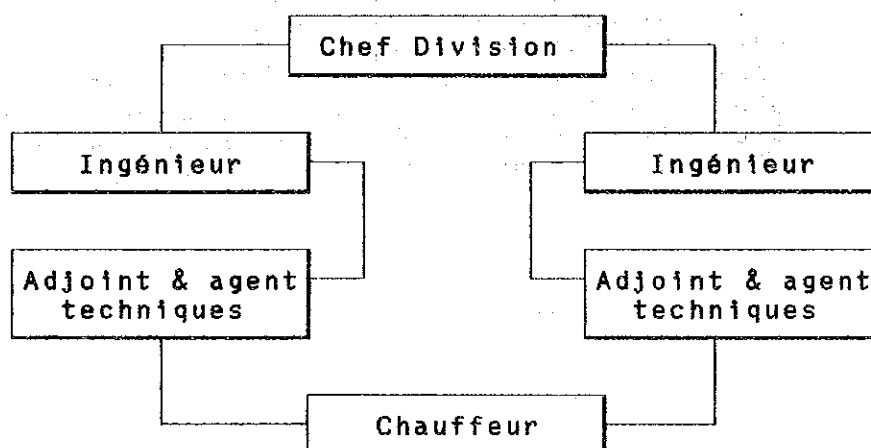 Chef Division
Ingénieur
Ingénieur
Adjoint & agent
techniques
Adjoint & agent
techniques
Chauffeur